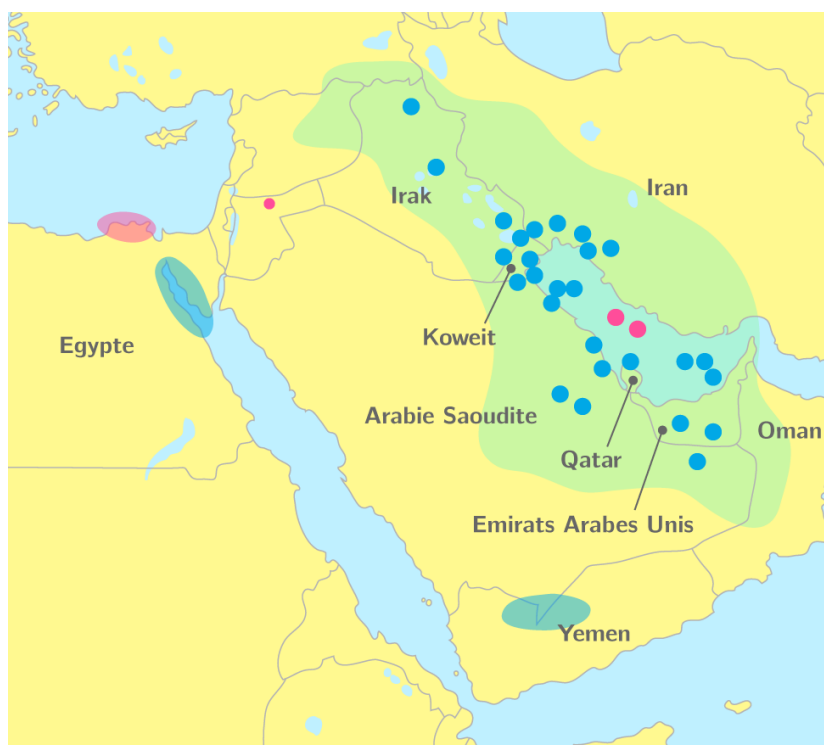 Iran
Irak
Koweit
Egypte
Arabie Saoudite
Oman
Qatar
Emirats Arabes Unis
Yemen